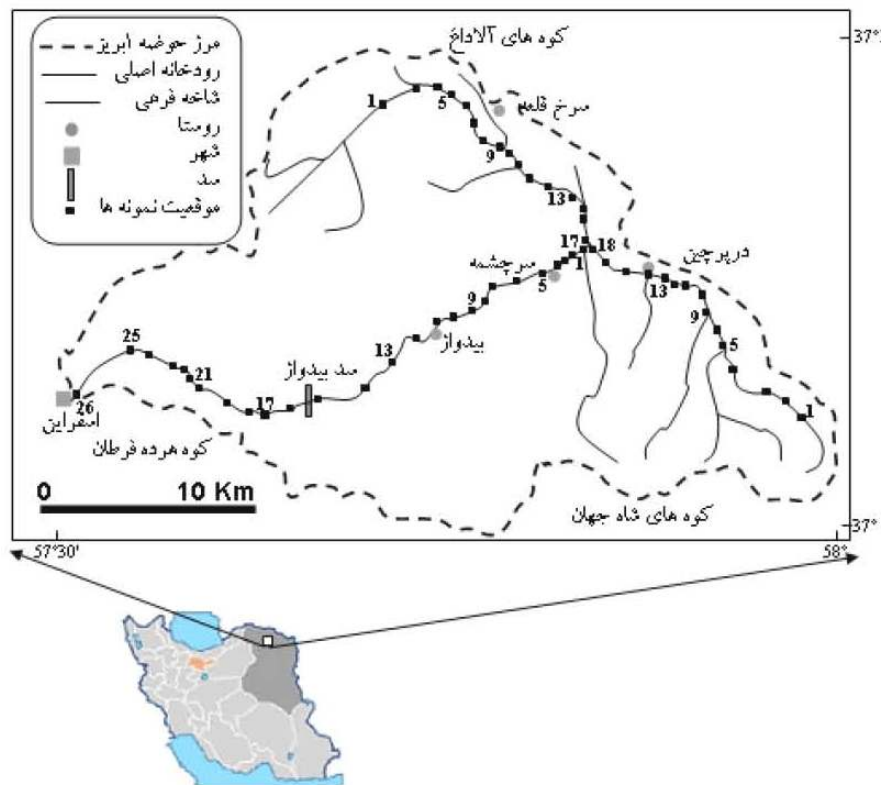 مرز حوضه ابریز
رودخانه اصلی
شاخه فرهی
روستا
شهر
سد
موقعیت نمونه ها
کوه های آلاداغ
سرخ قلعه
1
5
9
13
17
18
1
درپرچین
13
9
5
1
سرچشمه
5
9
بیدواز
13
سد بیدواز
17
21
25
26
اسفراین
کوه هرده فرطان
کوه های شاه جهان
0 10 Km
57°30'
58°
37°
37°